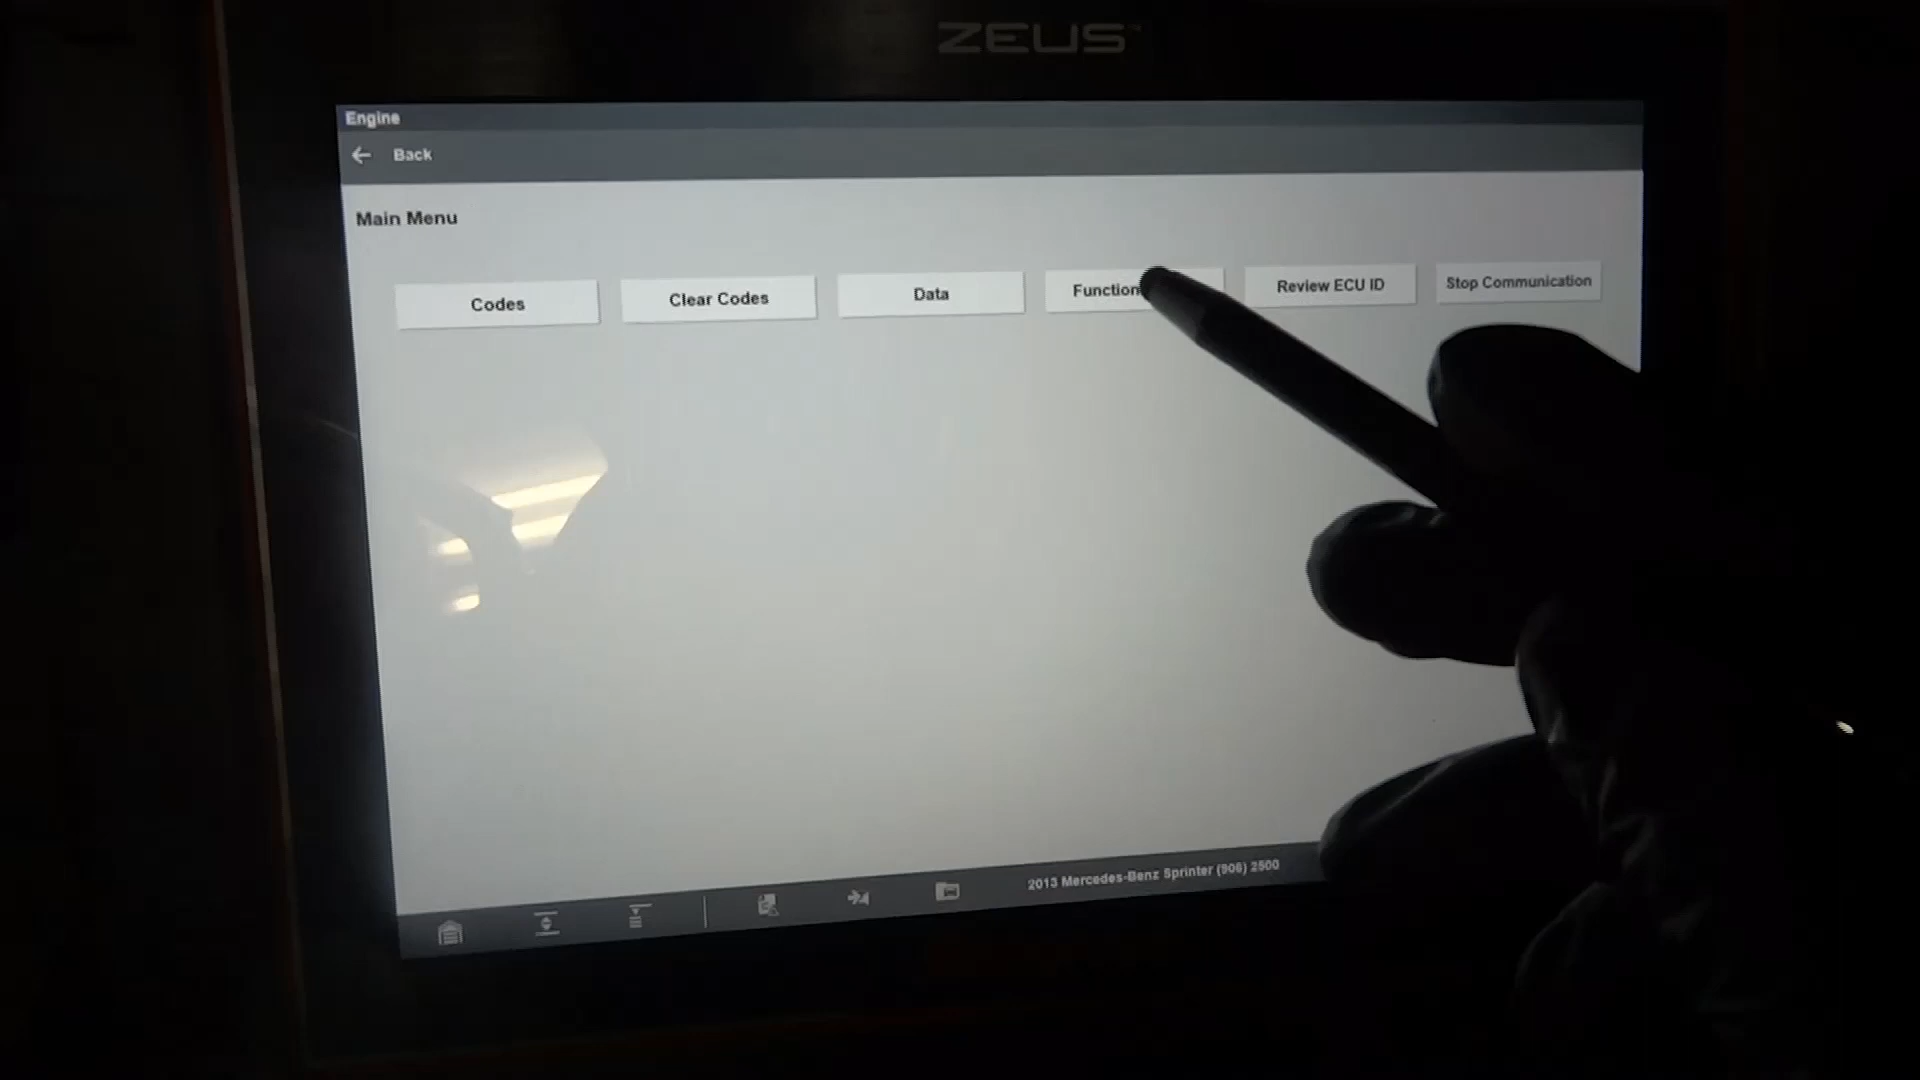 ZEUS
Engine
Back
Main Menu
Codes
Clear Codes
Data
Function
Review ECU ID
Stop Communication
2013 Mercedes-Benz Sprinter (906) 2500